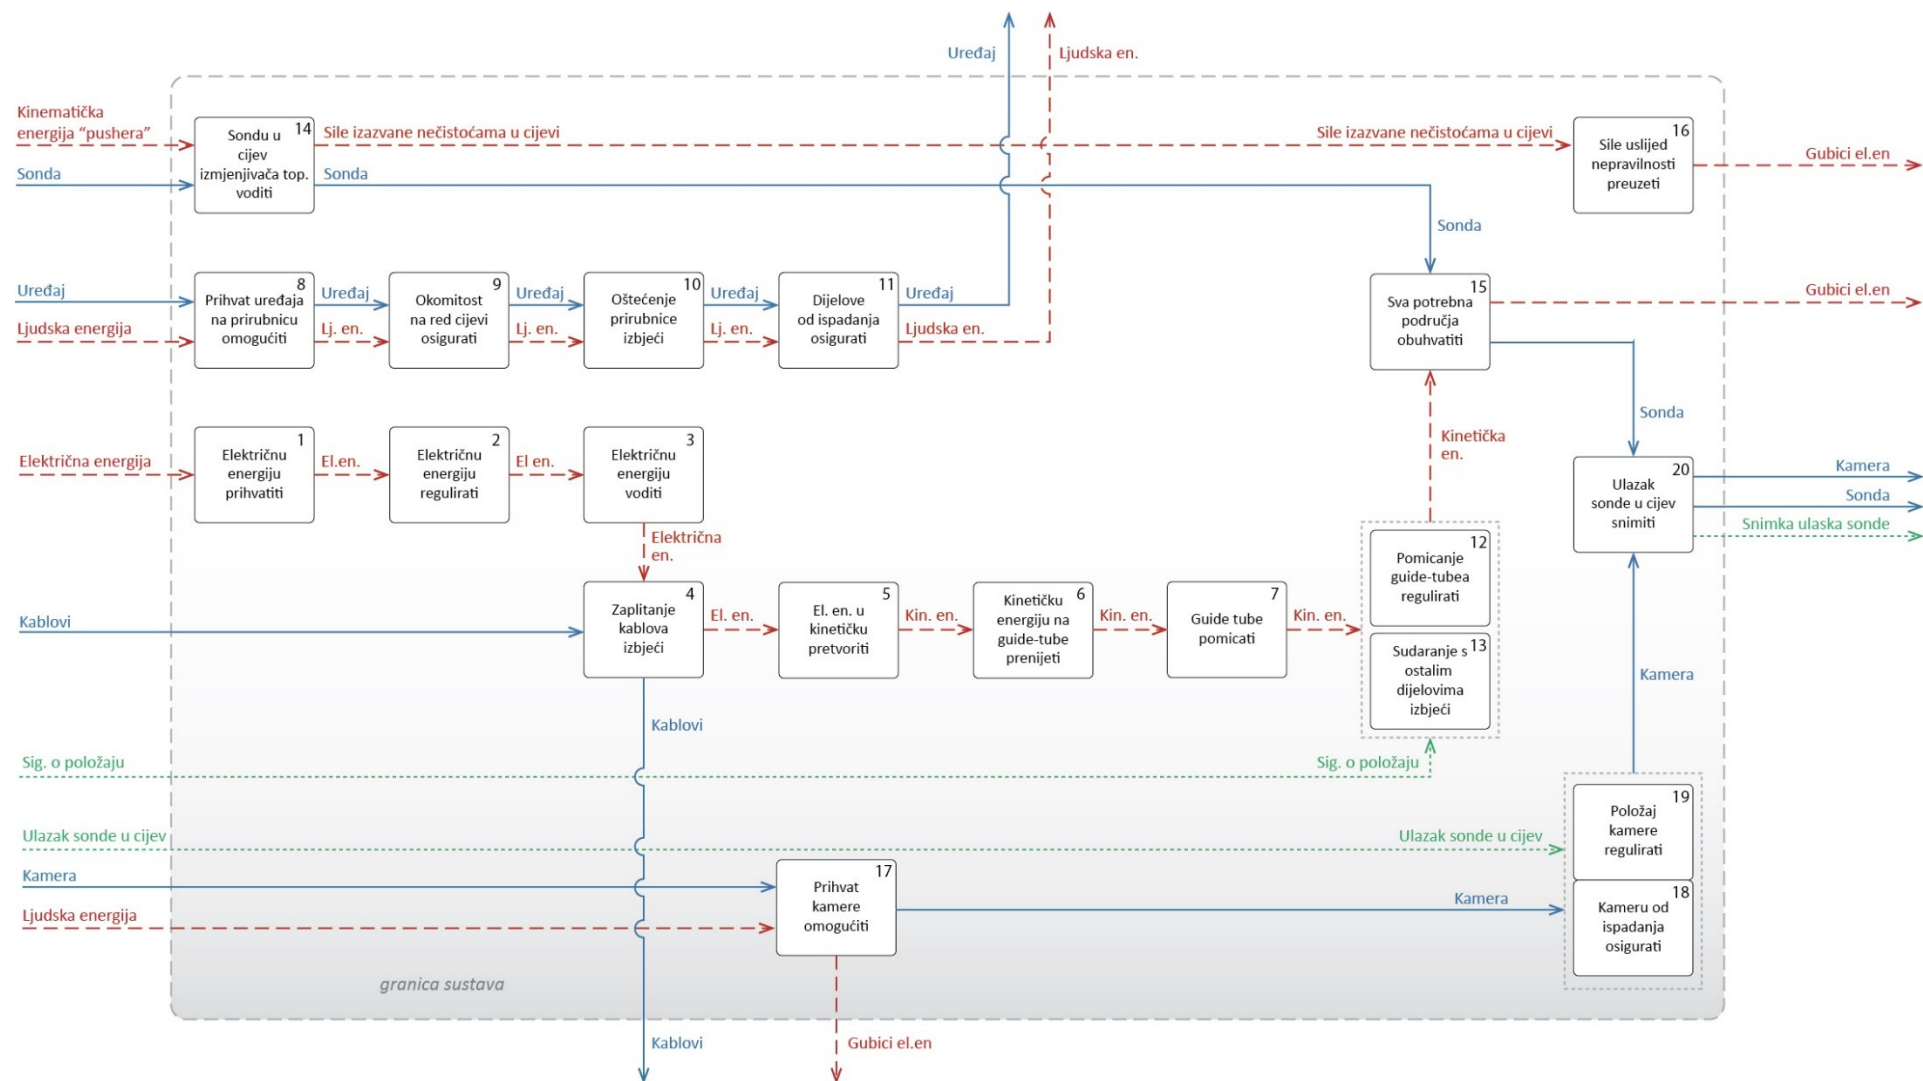 Uređaj
Ljudska en.
Kinematička
energija “pushera”
Sonda
14
Sondu u
cijev
izmjenjivača top.
voditi
Sile izazvane nečistoćama u cijevi
Sonda
Sile izazvane nečistoćama u cijevi
16
Sile uslijed
nepravilnosti
preuzeti
Gubici el.en
Sonda
Uređaj
Ljudska energija
8
Prihvat uređaja
na prirubnicu
omogućiti
Uređaj
Lj. en.
9
Okomitost
na red cijevi
osigurati
Uređaj
Lj. en.
10
Oštećenje
prirubnice
izbjeći
Uređaj
Lj. en.
11
Dijelove
od ispadanja
osigurati
Uređaj
Ljudska en.
15
Sva potrebna
područja
obuhvatiti
Gubici el.en
Sonda
Kinetička
en.
Električna energija
1
Električnu
energiju
prihvatiti
El.en.
2
Električnu
energiju
regulirati
El en.
3
Električnu
energiju
voditi
Električna
en.
20
Ulazak
sonde u cijev
snimiti
Kamera
Sonda
Snimka ulaska sonde
Kablovi
4
Zaplitanje
kablova
izbjeći
El. en.
5
El. en. u
kinetičku
pretvoriti
Kin. en.
6
Kinetičku
energiju na
guide-tube
prenijeti
Kin. en.
7
Guide tube
pomicati
Kin. en.
12
Pomicanje
guide-tubea
regulirati
13
Sudaranje s
ostalim
dijelovima
izbjeći
Kamera
Kablovi
Sig. o položaju
Sig. o položaju
Ulazak sonde u cijev
Ulazak sonde u cijev
19
Položaj
kamere
regulirati
Kamera
Ljudska energija
17
Prihvat
kamere
omogućiti
Kamera
18
Kameru od
ispadanja
osigurati
granica sustava
Kablovi
Gubici el.en